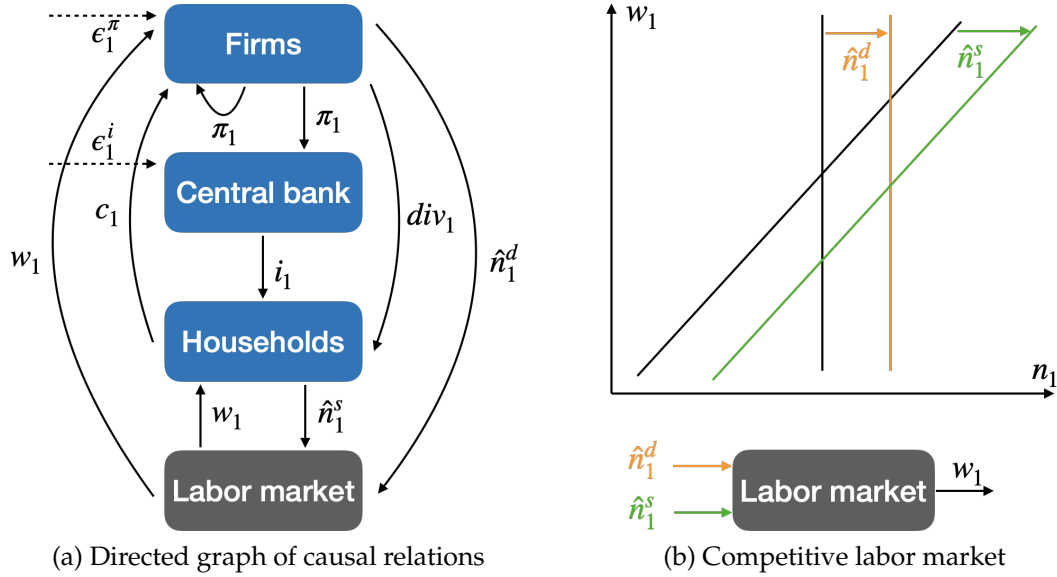 ϵ₁^π
Firms
π₁
π₁
ϵ₁^i
Central bank
c₁
div₁
w₁
n̂₁^d
i₁
Households
w₁
n̂₁^s
Labor market
(a) Directed graph of causal relations
w₁
n̂₁^d
n̂₁^s
n₁
n̂₁^d
n̂₁^s
Labor market
w₁
(b) Competitive labor market